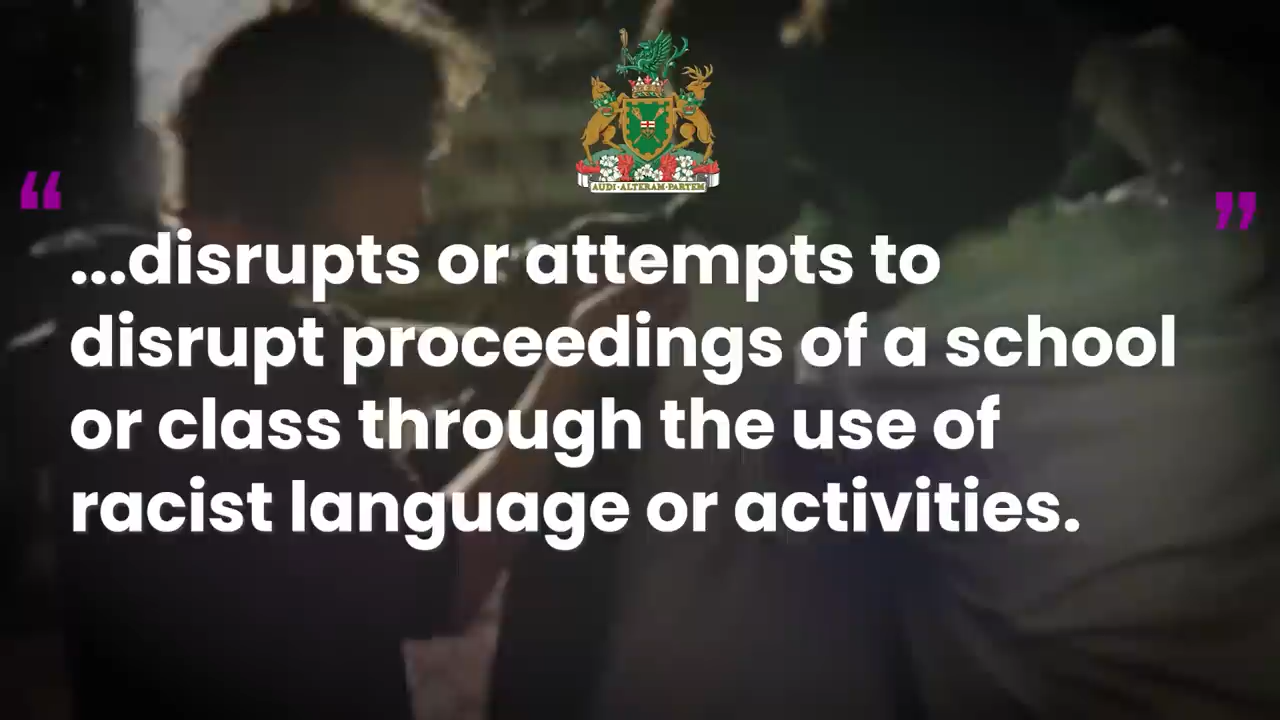 AUDI·ALTERAM·PARTEM
“
”
...disrupts or attempts to
disrupt proceedings of a school
or class through the use of
racist language or activities.